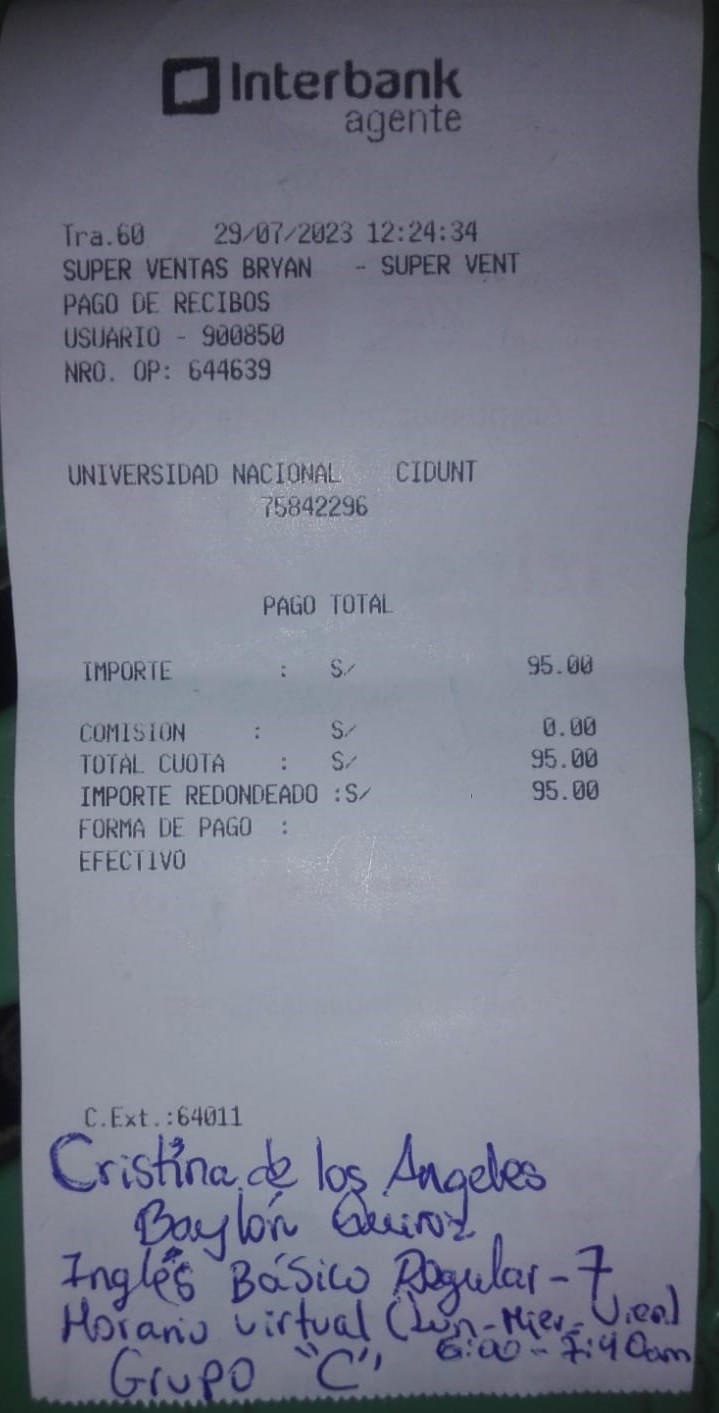 Interbank
agente
Tra.60 29/07/2023 12:24:34
SUPER VENTAS BRYAN - SUPER VENT
PAGO DE RECIBOS
USUARIO - 900850
NRO. OP: 644639
UNIVERSIDAD NACIONAL CIDUNT
75842296
PAGO TOTAL
IMPORTE : S/ 95.00
COMISION : S/ 0.00
TOTAL CUOTA : S/ 95.00
IMPORTE REDONDEADO :S/ 95.00
FORMA DE PAGO :
EFECTIVO
C.Ext.:64011
Cristina de los Angeles
Baylón Quiroz
Inglés Básico Regular - 7
Horario virtual (Lun-Mier-Vien)
6:00 - 7:40am
Grupo "C"